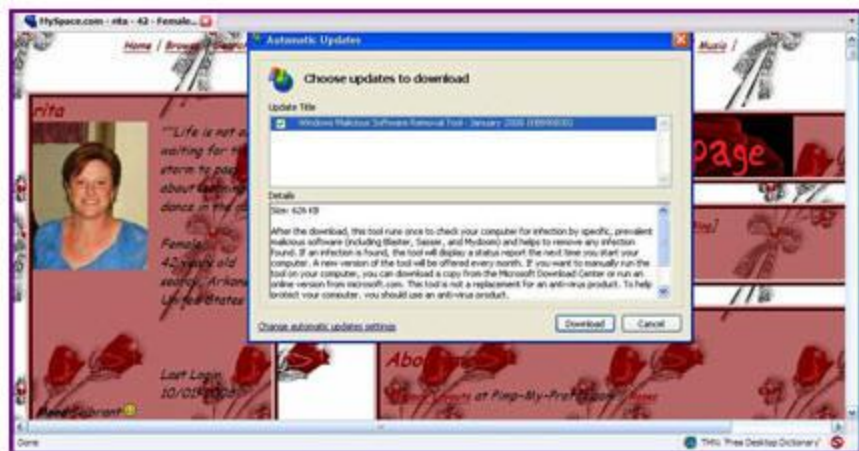 MySpace.com - rita - 42 - Female...
Home | Browse | Search
Automatic Updates
Music |
Choose updates to download
Update Title
Windows Malicious Software Removal Tool - January 2008 (KB890830)
rita
""Life is not a
waiting for th
storm to pas
about learning
dance in the
page
Details
Size: 626 KB
After the download, this tool runs once to check your computer for infection by specific, prevalent
malicious software (including Blaster, Sasser, and Mydoom) and helps to remove any infection
found. If an infection is found, the tool will display a status report the next time you start your
computer. A new version of the tool will be offered every month. If you want to manually run the
tool on your computer, you can download a copy from the Microsoft Download Center or run an
online version from microsoft.com. This tool is not a replacement for an anti-virus product. To help
protect your computer, you should use an anti-virus product.
Female
42 years old
searcy, Arkans
United States
Change automatic updates settings
Download
Cancel
Last Login:
Abo
at Pimp-My-Profile.com
Mood:
Done
'Free Desktop Dictionary'